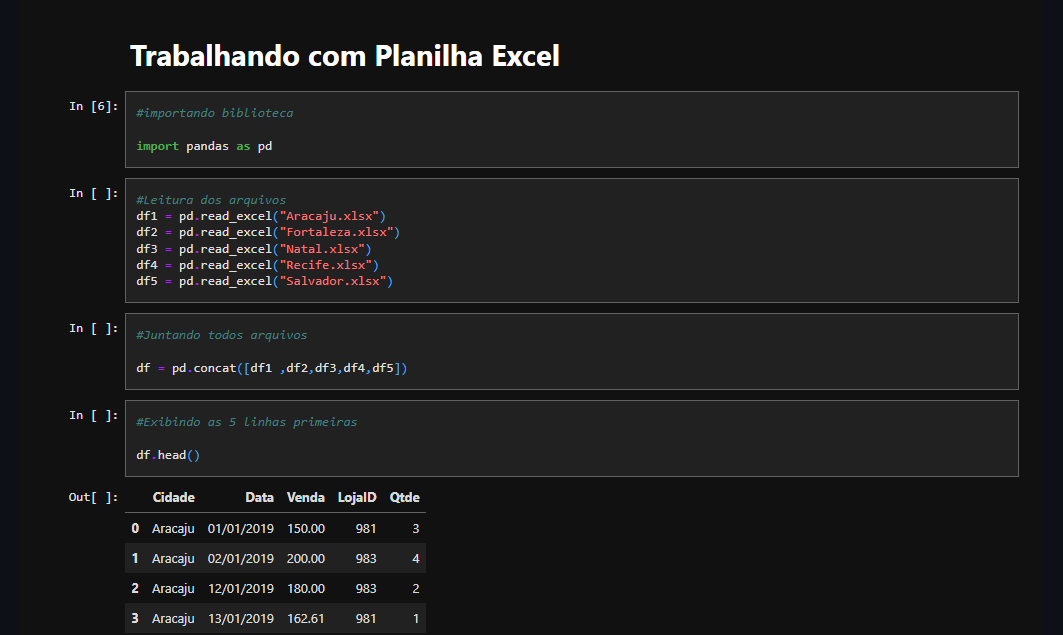 Trabalhando com Planilha Excel
In [6]:
#importando biblioteca
import pandas as pd
In [ ]:
#Leitura dos arquivos
df1 = pd.read_excel("Aracaju.xlsx")
df2 = pd.read_excel("Fortaleza.xlsx")
df3 = pd.read_excel("Natal.xlsx")
df4 = pd.read_excel("Recife.xlsx")
df5 = pd.read_excel("Salvador.xlsx")
In [ ]:
#Juntando todos arquivos
df = pd.concat([df1 ,df2,df3,df4,df5])
In [ ]:
#Exibindo as 5 linhas primeiras
df.head()
Out[ ]:
Cidade Data Venda LojaID Qtde
0 Aracaju 01/01/2019 150.00 981 3
1 Aracaju 02/01/2019 200.00 983 4
2 Aracaju 12/01/2019 180.00 983 2
3 Aracaju 13/01/2019 162.61 981 1